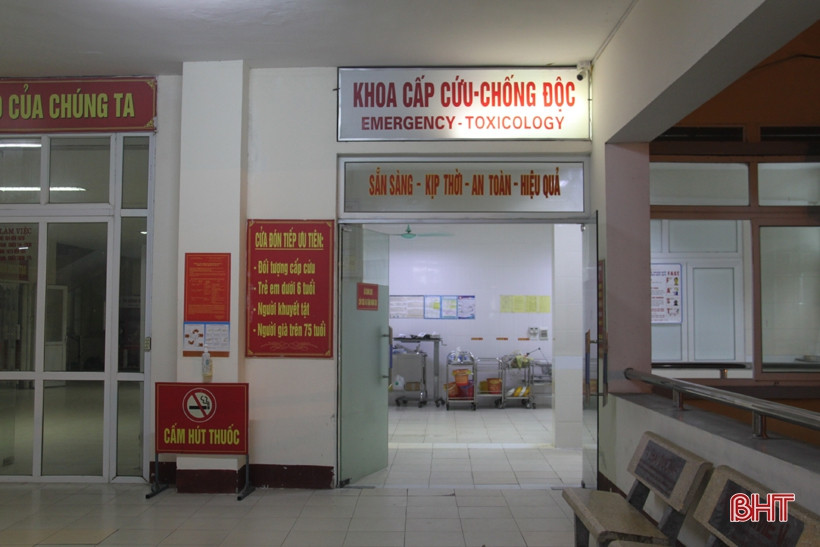 CỦA CHÚNG TA
KHOA CẤP CỨU-CHỐNG ĐỘC
EMERGENCY - TOXICOLOGY
SẴN SÀNG - KỊP THỜI - AN TOÀN - HIỆU QUẢ
CỬA ĐÓN TIẾP ƯU TIÊN:
- Đối tượng cấp cứu
- Trẻ em dưới 6 tuổi
- Người khuyết tật
- Người già trên 75 tuổi
CẤM HÚT THUỐC
BHT